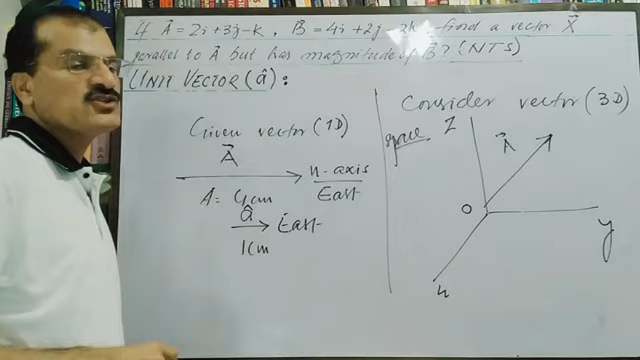 If A⃗ = 2i + 3j - k , B⃗ = 4i + 2j - 3k find a vector X⃗
parallel to A⃗ but has magnitude of B? (NTS)
UNIT VECTOR (â) :
Given vector (1D)
A⃗
x-axis
East
A = 4cm
â
East
1cm
Consider vector (3D)
space
Z
A⃗
O
y
x